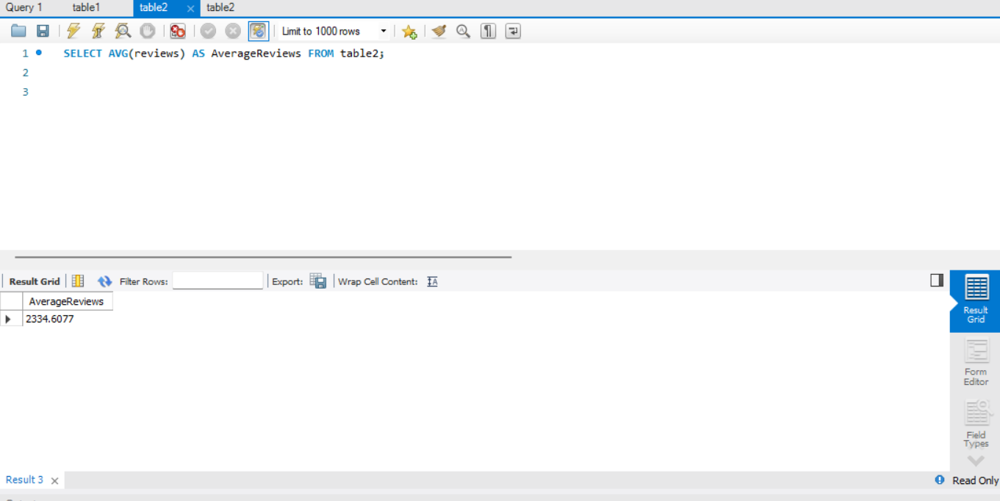 Query 1 table1 table2 table2
Limit to 1000 rows
1 SELECT AVG(reviews) AS AverageReviews FROM table2;
2
3
Result Grid Filter Rows: Export: Wrap Cell Content:
AverageReviews
2334.6077
Result
Grid
Form
Editor
Field
Types
Result 3 Read Only